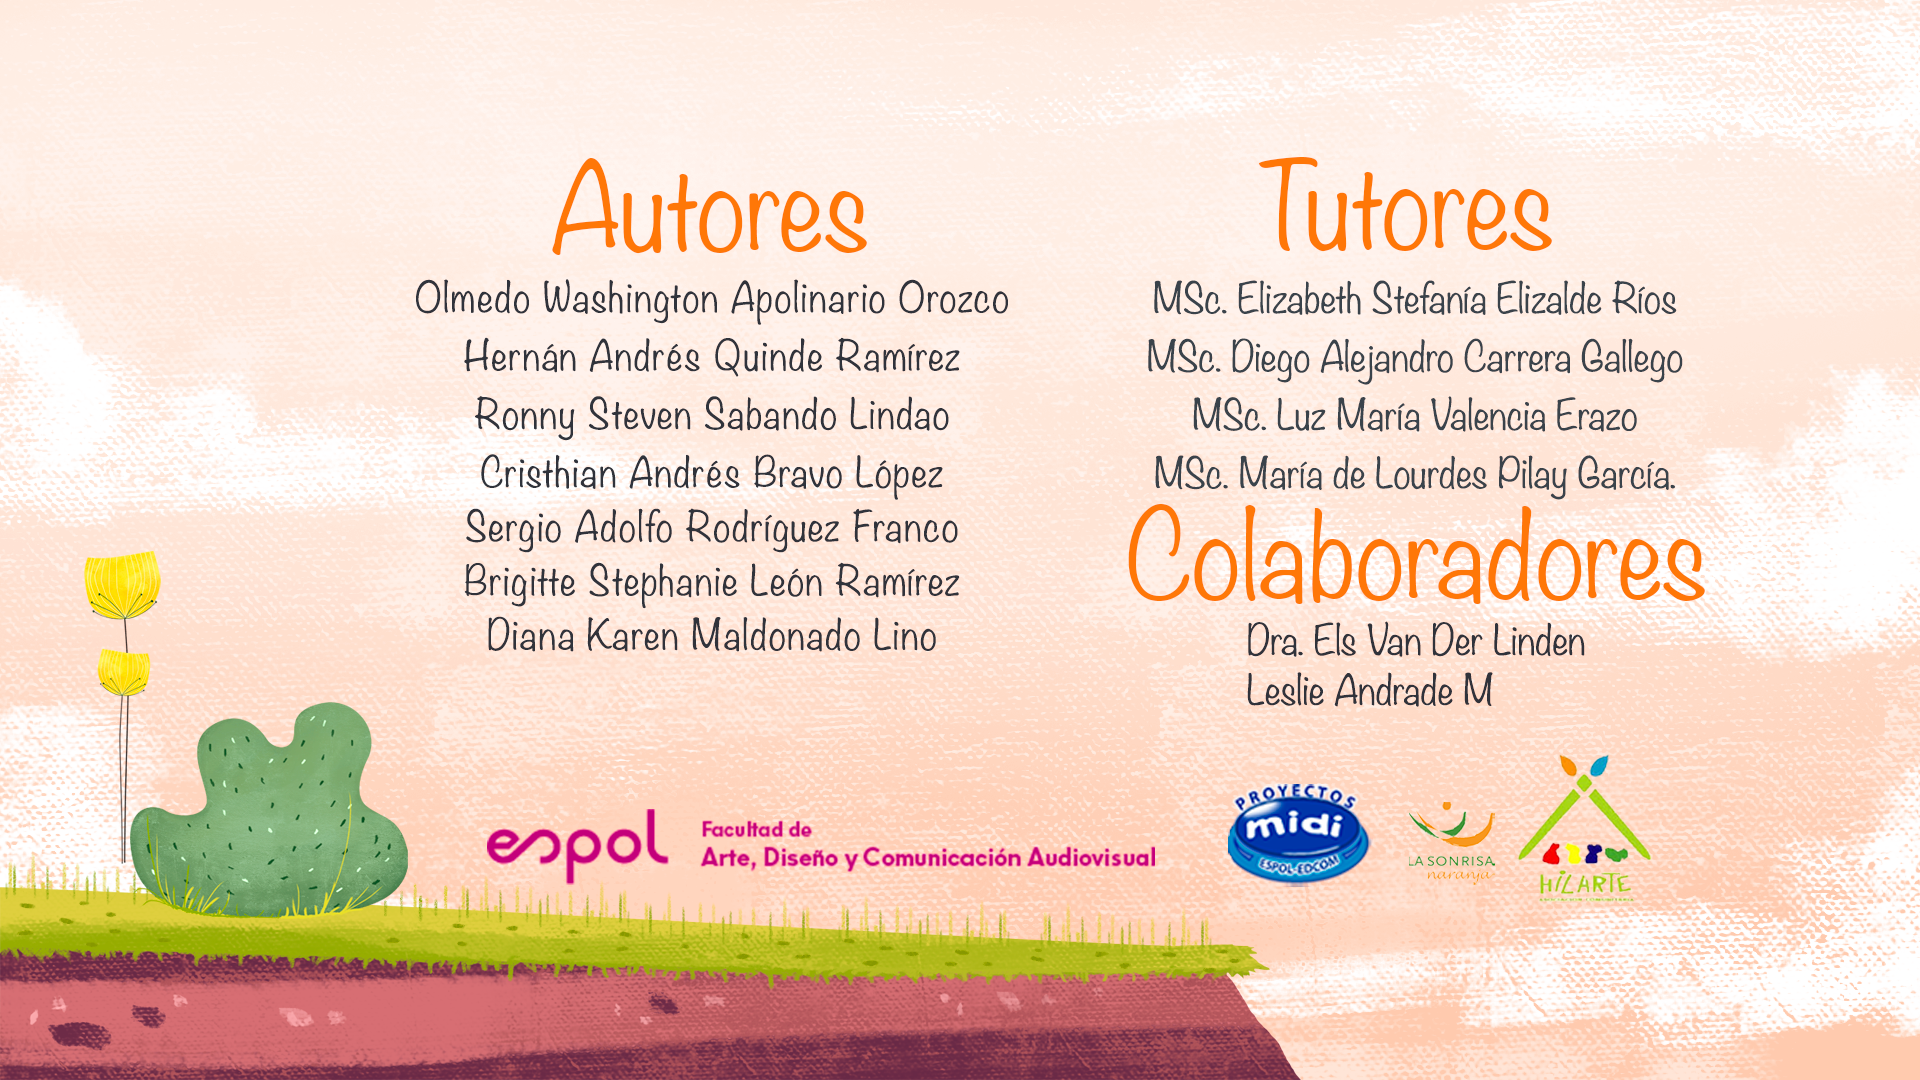 Autores
Olmedo Washington Apolinario Orozco
Hernán Andrés Quinde Ramírez
Ronny Steven Sabando Lindao
Cristhian Andrés Bravo López
Sergio Adolfo Rodríguez Franco
Brigitte Stephanie León Ramírez
Diana Karen Maldonado Lino
Tutores
MSc. Elizabeth Stefanía Elizalde Ríos
MSc. Diego Alejandro Carrera Gallego
MSc. Luz María Valencia Erazo
MSc. María de Lourdes Pilay García.
Colaboradores
Dra. Els Van Der Linden
Leslie Andrade M
espol
Facultad de
Arte, Diseño y Comunicación Audiovisual
PROYECTOS
midi
ESPOL-EDCOM
LA SONRISA
naranja
HiLARTE